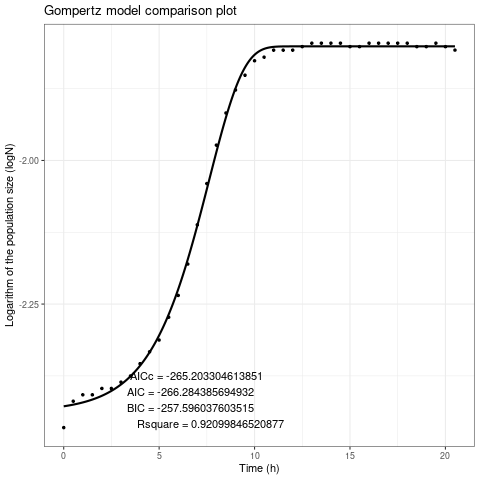 Gompertz model comparison plot
Logarithm of the population size (logN)
-2.00
-2.25
AICc = -265.203304613851
AIC = -266.284385694932
BIC = -257.596037603515
Rsquare = 0.92099846520877
0 5 10 15 20
Time (h)